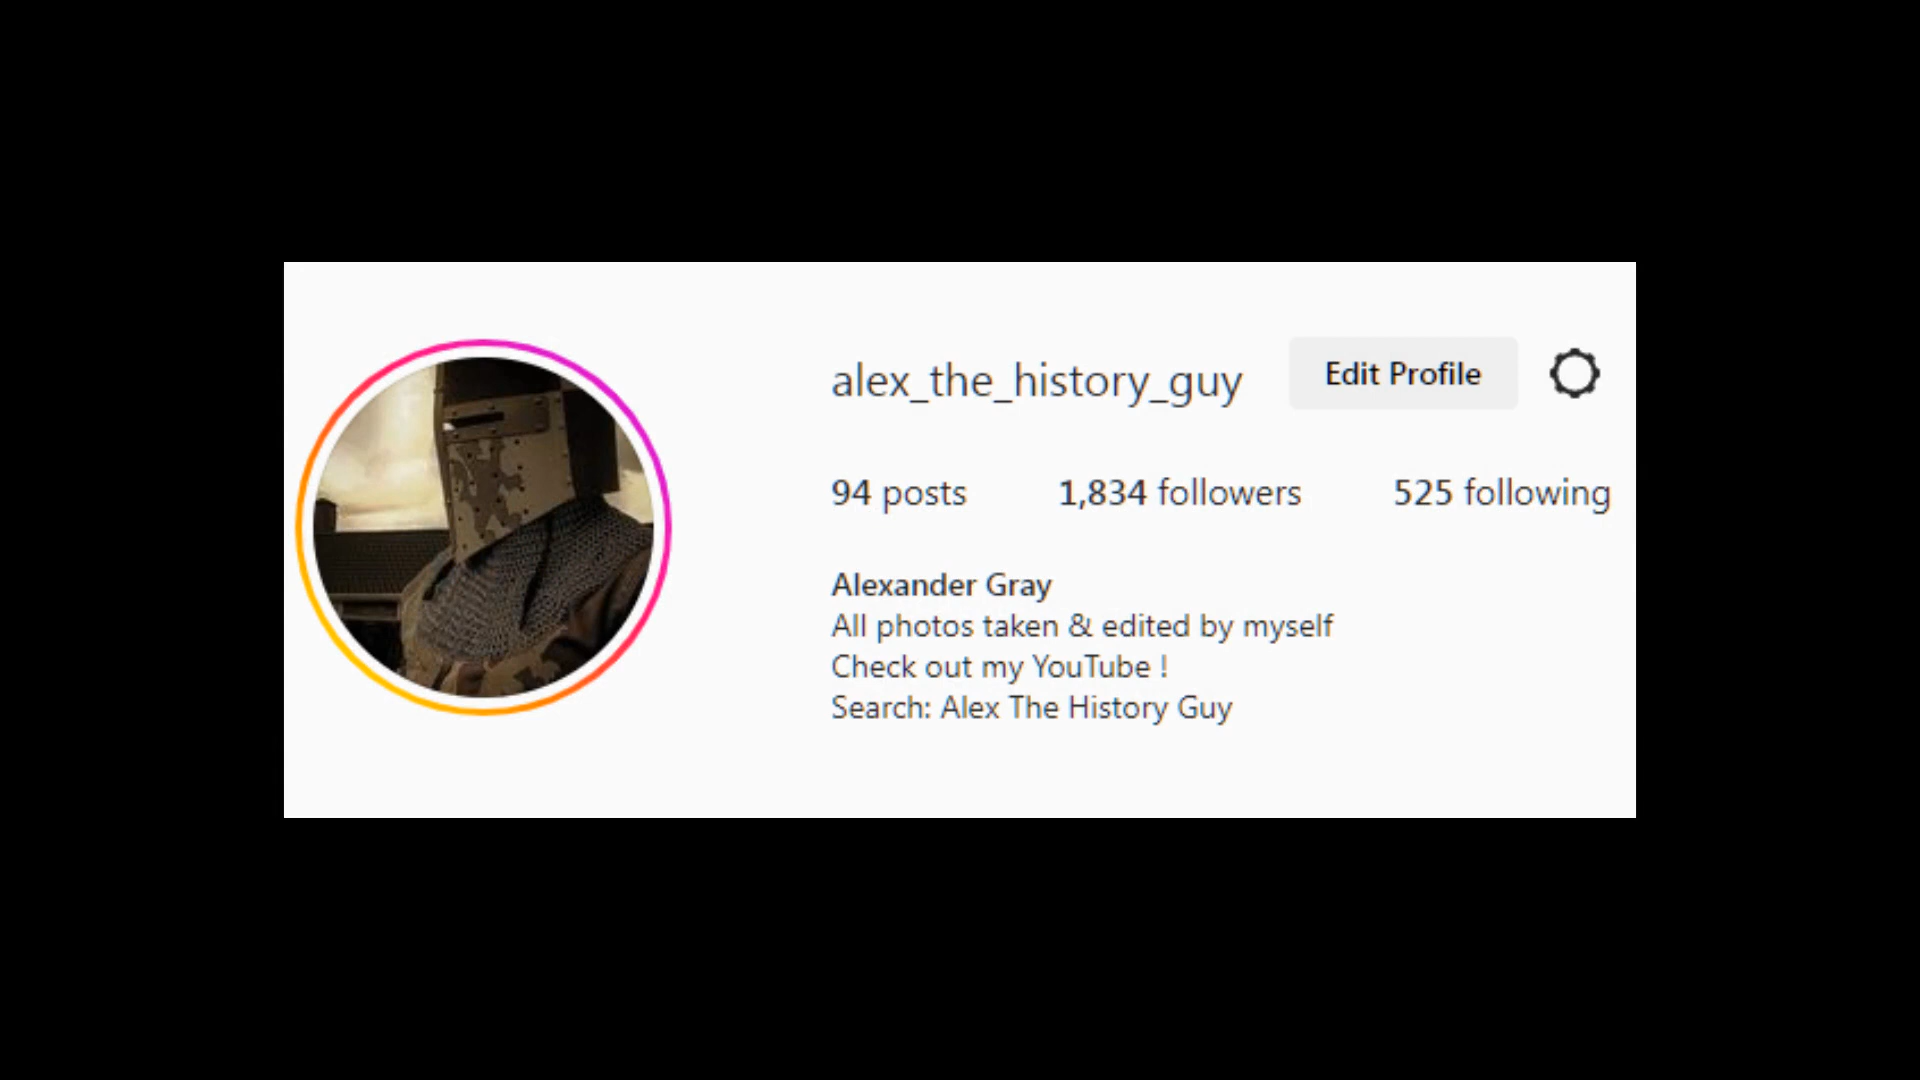 alex_the_history_guy Edit Profile
94 posts 1,834 followers 525 following
Alexander Gray
All photos taken & edited by myself
Check out my YouTube !
Search: Alex The History Guy